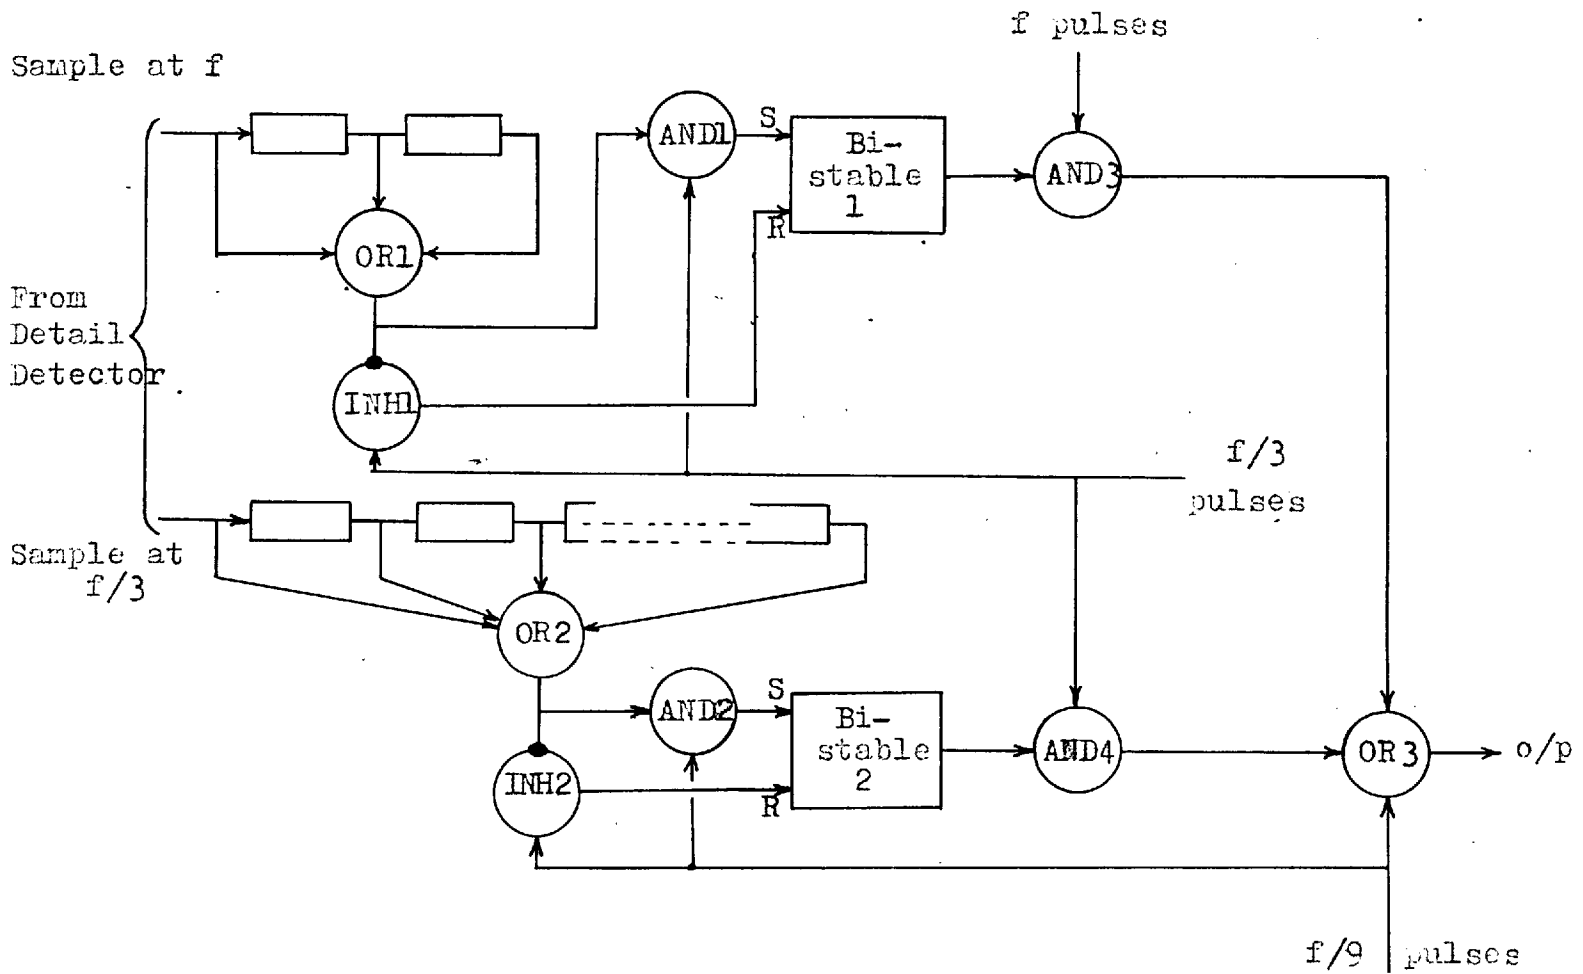 f pulses
Sample at f
AND1
S
Bi-
stable
1
AND3
R
OR1
From
Detail
Detector
INH1
f/3
pulses
Sample at
f/3
OR2
AND2
S
Bi-
stable
2
AND4
OR3
o/p
INH2
R
f/9 pulses